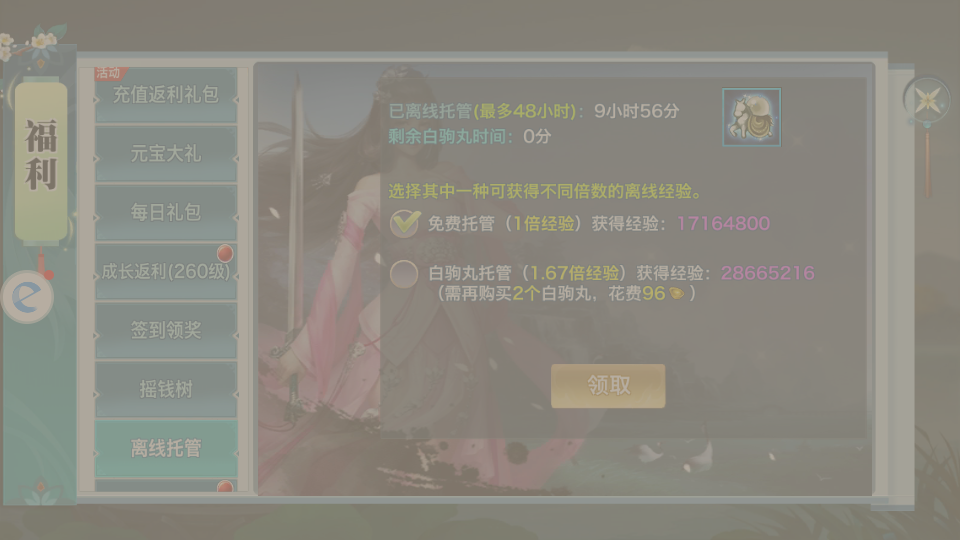 福利
活动
充值返利礼包
元宝大礼
每日礼包
成长返利(260级)
签到领奖
摇钱树
离线托管
已离线托管(最多48小时)：9小时56分
剩余白驹丸时间：0分
选择其中一种可获得不同倍数的离线经验。
免费托管（1倍经验）获得经验：17164800
白驹丸托管（1.67倍经验）获得经验：28665216
（需再购买2个白驹丸，花费96）
领取